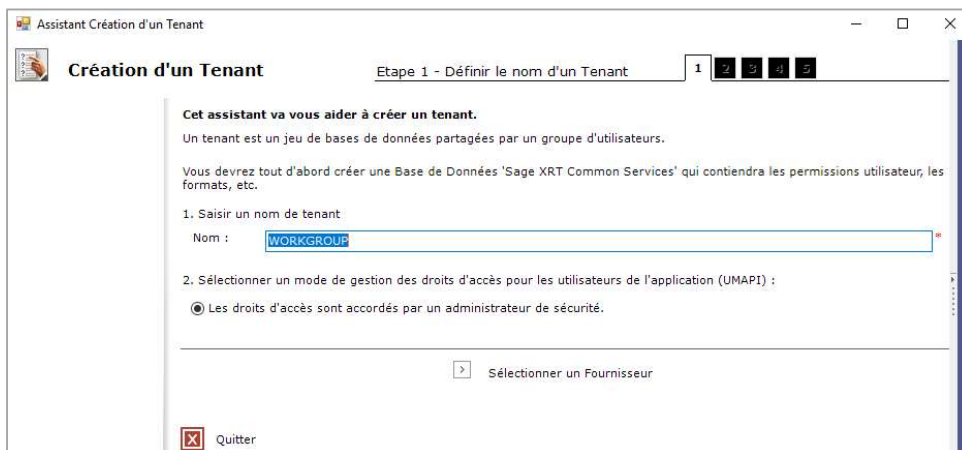 Assistant Création d'un Tenant
Création d'un Tenant
Etape 1 - Définir le nom d'un Tenant
1 2 3 4 5
Cet assistant va vous aider à créer un tenant.
Un tenant est un jeu de bases de données partagées par un groupe d'utilisateurs.
Vous devrez tout d'abord créer une Base de Données 'Sage XRT Common Services' qui contiendra les permissions utilisateur, les
formats, etc.
1. Saisir un nom de tenant
Nom : WORKGROUP *
2. Sélectionner un mode de gestion des droits d'accès pour les utilisateurs de l'application (UMAPI) :
Les droits d'accès sont accordés par un administrateur de sécurité.
Sélectionner un Fournisseur
Quitter